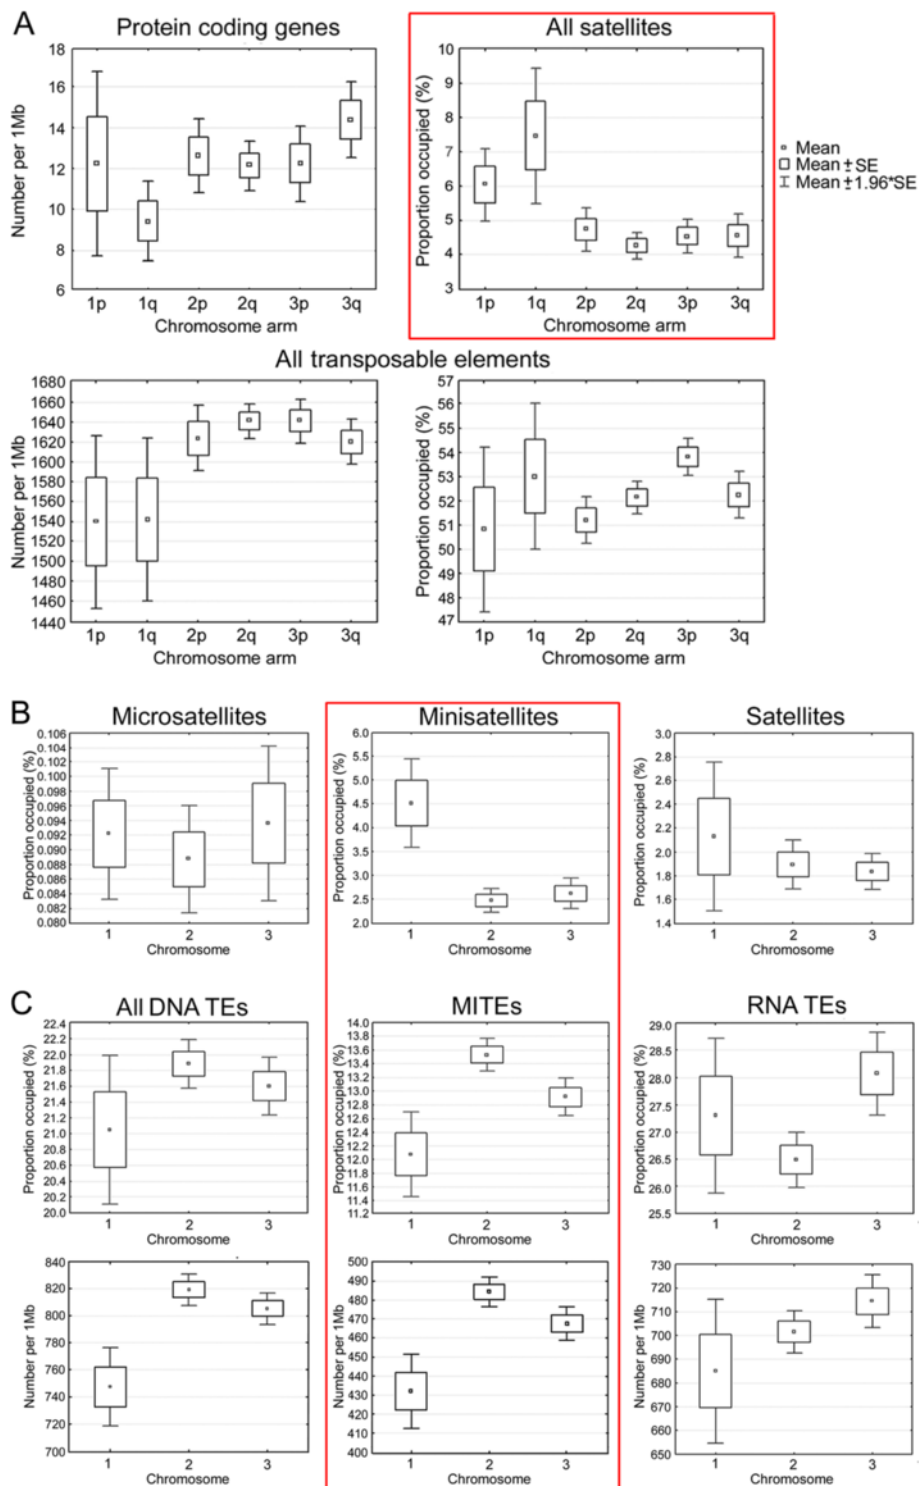 A
Protein coding genes
Number per 1Mb
18
16
14
12
10
8
6
1p 1q 2p 2q 3p 3q
Chromosome arm
All satellites
Proportion occupied (%)
10
9
8
7
6
5
4
3
1p 1q 2p 2q 3p 3q
Chromosome arm
Mean
Mean ± SE
Mean ±1.96*SE
All transposable elements
Number per 1Mb
1680
1660
1640
1620
1600
1580
1560
1540
1520
1500
1480
1460
1440
1p 1q 2p 2q 3p 3q
Chromosome arm
Proportion occupied (%)
57
56
55
54
53
52
51
50
49
48
47
1p 1q 2p 2q 3p 3q
Chromosome arm
B
Microsatellites
Proportion occupied (%)
0.106
0.104
0.100
0.098
0.094
0.092
0.088
0.086
0.084
0.080
1 2 3
Chromosome
Minisatellites
Proportion occupied (%)
6.0
5.5
5.0
4.5
4.0
3.0
2.5
2.0
1 2 3
Chromosome
Satellites
Proportion occupied (%)
3.0
2.8
2.6
2.4
2.2
2.0
1.8
1.6
1.4
1 2 3
Chromosome
C
All DNA TEs
Proportion occupied (%)
22.4
22.2
22.0
21.8
21.6
21.4
21.2
21.0
20.8
20.6
20.4
20.2
20.0
1 2 3
Chromosome
MITEs
Proportion occupied (%)
14.0
13.8
13.6
13.4
13.2
13.0
12.8
12.6
12.4
12.2
12.0
11.8
11.6
11.4
11.2
1 2 3
Chromosome
RNA TEs
Proportion occupied (%)
29.0
28.5
28.0
27.5
27.0
26.5
26.0
25.5
1 2 3
Chromosome
Number per 1Mb
840
820
800
780
760
740
720
700
1 2 3
Chromosome
Number per 1Mb
500
490
480
470
460
450
440
430
420
410
400
1 2 3
Chromosome
Number per 1Mb
730
720
710
700
690
680
670
660
650
1 2 3
Chromosome